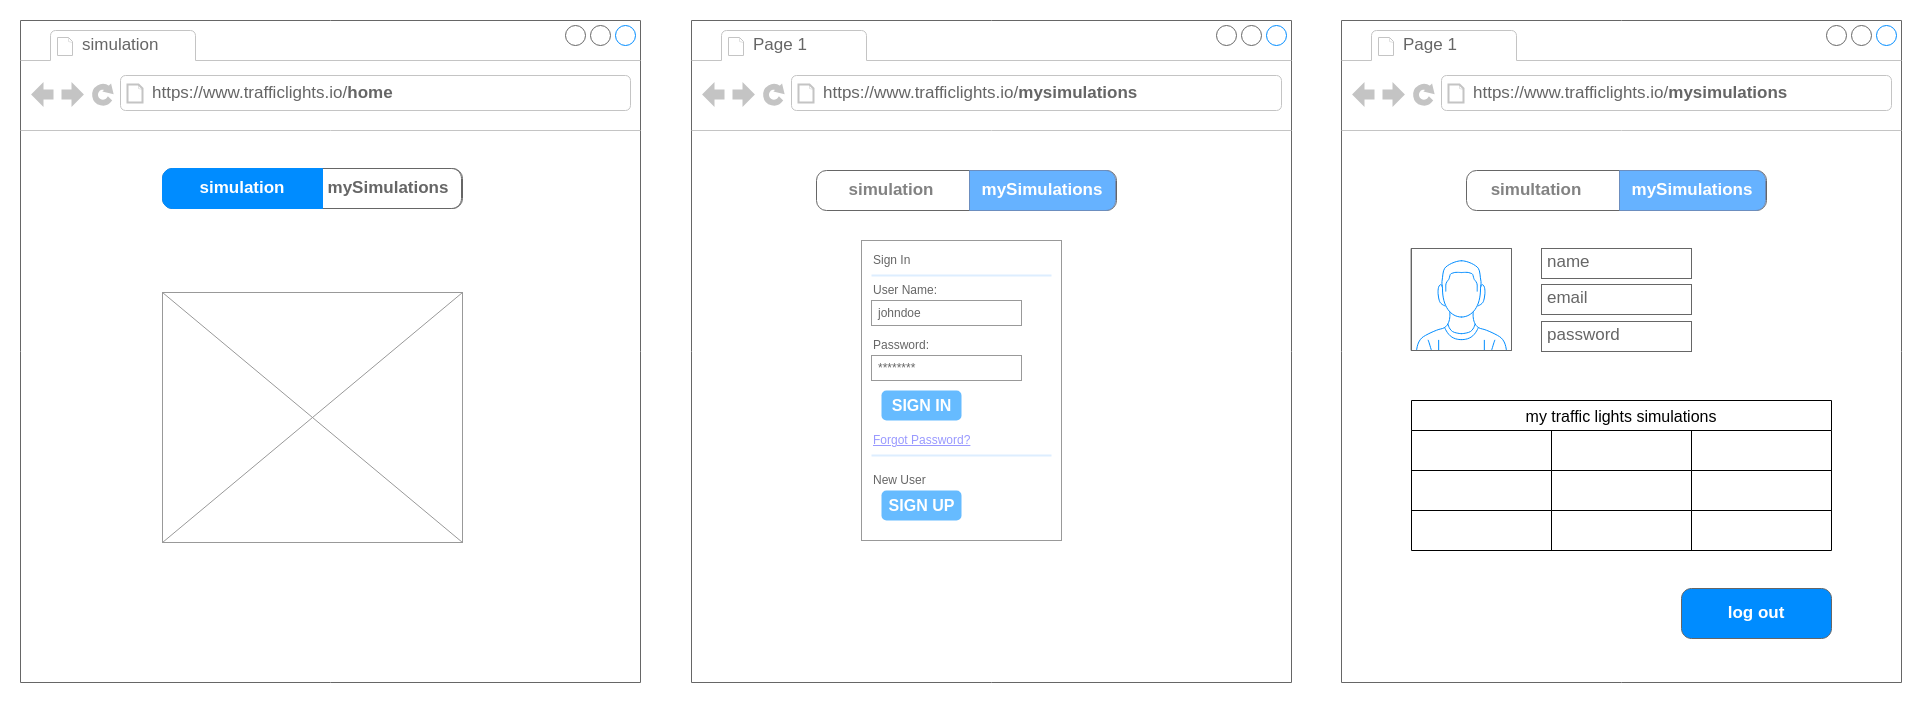 simulation
https://www.trafficlights.io/home
simulation mySimulations
Page 1
https://www.trafficlights.io/mysimulations
simulation mySimulations
Sign In
User Name:
johndoe
Password:
********
SIGN IN
Forgot Password?
New User
SIGN UP
Page 1
https://www.trafficlights.io/mysimulations
simultation mySimulations
name
email
password
my traffic lights simulations
log out